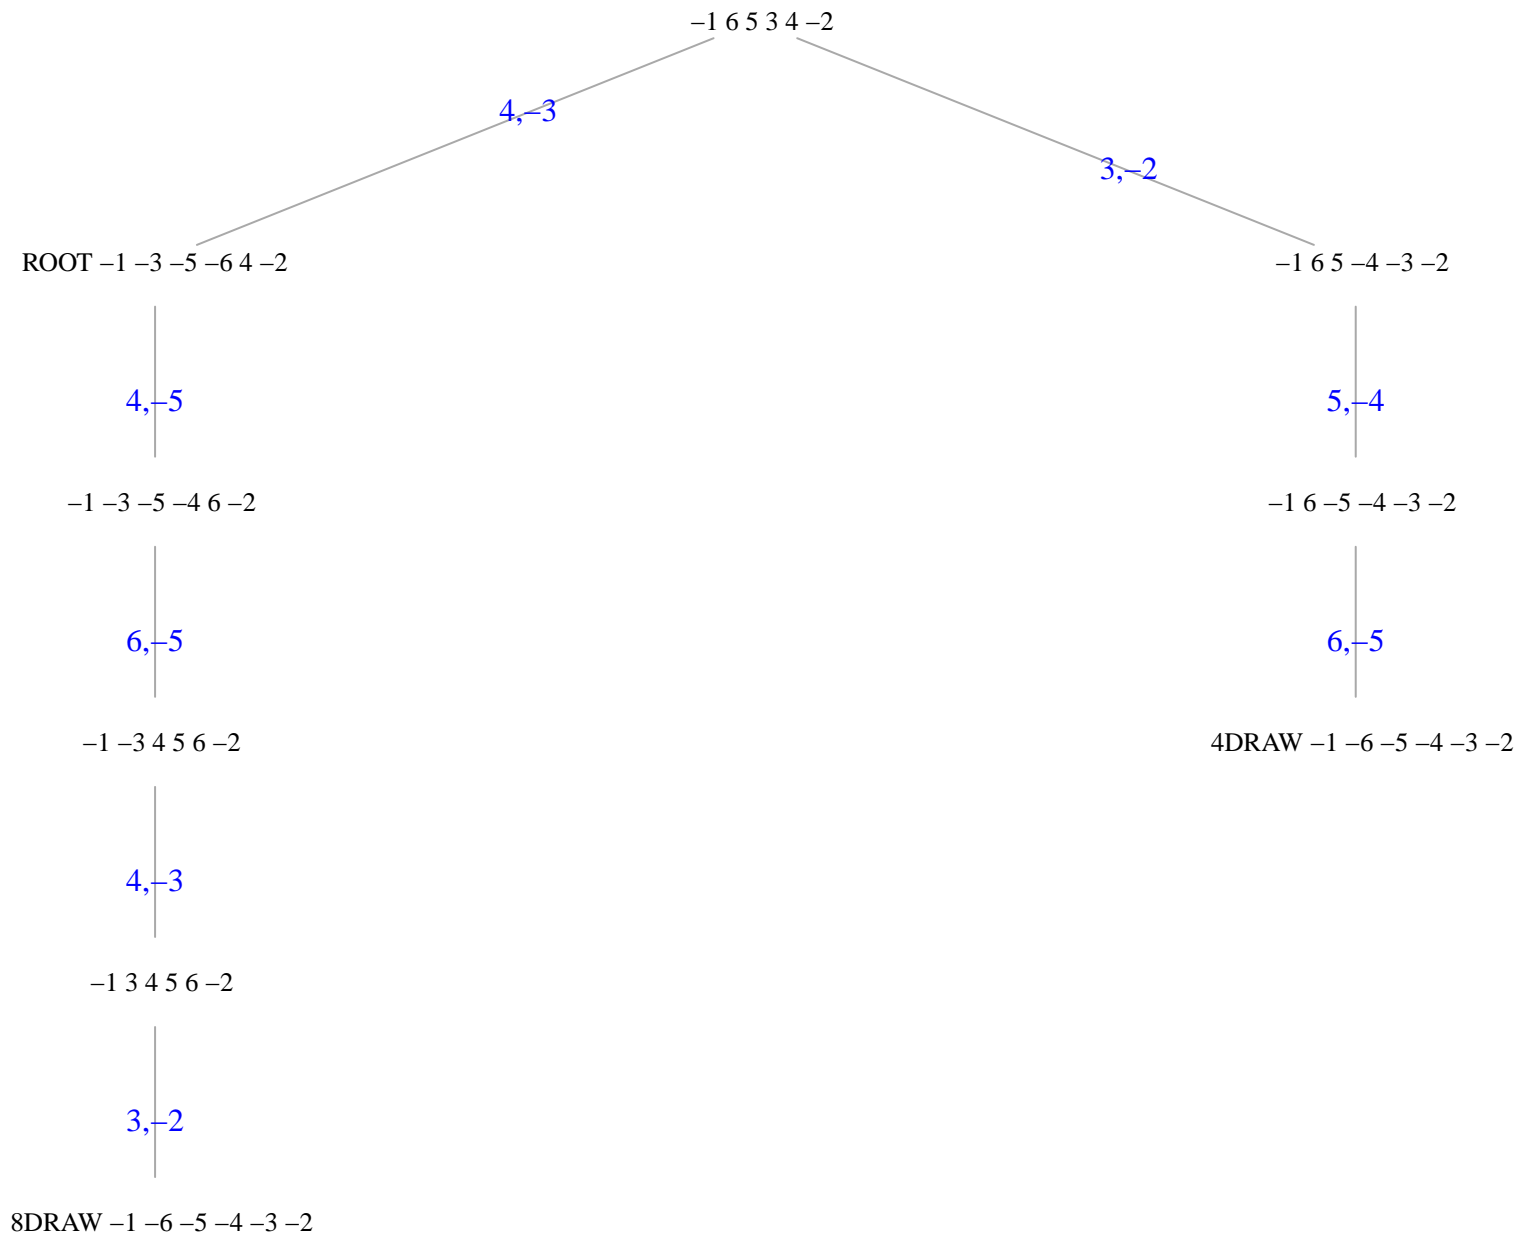 –1 6 5 3 4 –2
4,–3
3,–2
ROOT –1 –3 –5 –6 4 –2
–1 6 5 –4 –3 –2
4,–5
5,–4
–1 –3 –5 –4 6 –2
–1 6 –5 –4 –3 –2
6,–5
6,–5
–1 –3 4 5 6 –2
4DRAW –1 –6 –5 –4 –3 –2
4,–3
–1 3 4 5 6 –2
3,–2
8DRAW –1 –6 –5 –4 –3 –2